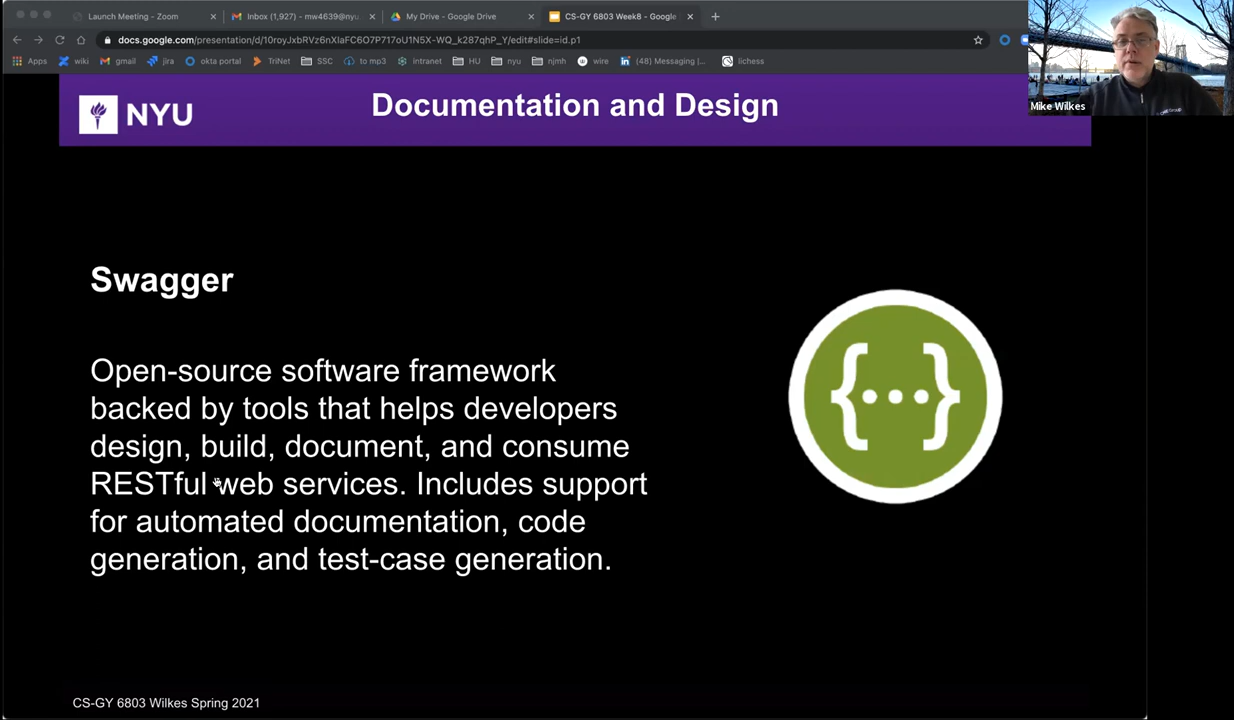 Launch Meeting - Zoom
Inbox (1,927) - mw4639@nyu
My Drive - Google Drive
CS-GY 6803 Week8 - Google
docs.google.com/presentation/d/10royJxbRVz6nXlaFC6O7P717oU1N5X-WQ_k287qhP_Y/edit#slide=id.p1
Apps wiki gmail jira okta portal TriNet SSC to mp3 intranet HU nyu njmh wire (48) Messaging |... lichess
Mike Wilkes
NYU
Documentation and Design
Swagger
Open-source software framework
backed by tools that helps developers
design, build, document, and consume
RESTful web services. Includes support
for automated documentation, code
generation, and test-case generation.
{...}
CS-GY 6803 Wilkes Spring 2021